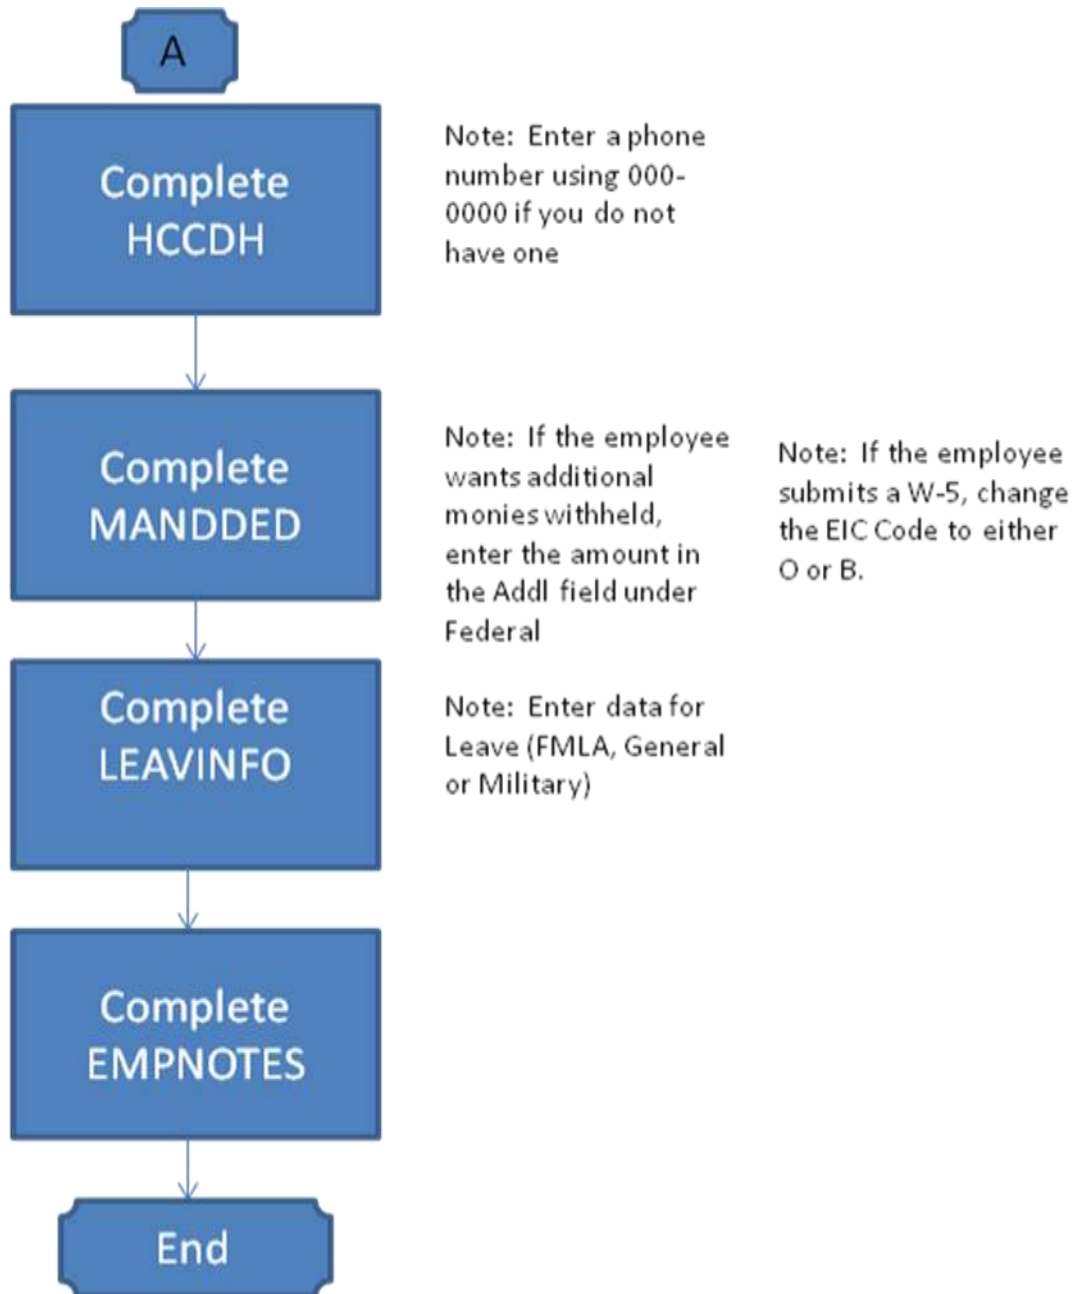 A
Complete
HCCDH
Note:  Enter a phone
number using 000-
0000 if you do not
have one
Complete
MANDDED
Note:  If the employee
wants additional
monies withheld,
enter the amount in
the Addl field under
Federal
Note:  If the employee
submits a W-5, change
the EIC Code to either
O or B.
Complete
LEAVINFO
Note:  Enter data for
Leave (FMLA, General
or Military)
Complete
EMPNOTES
End